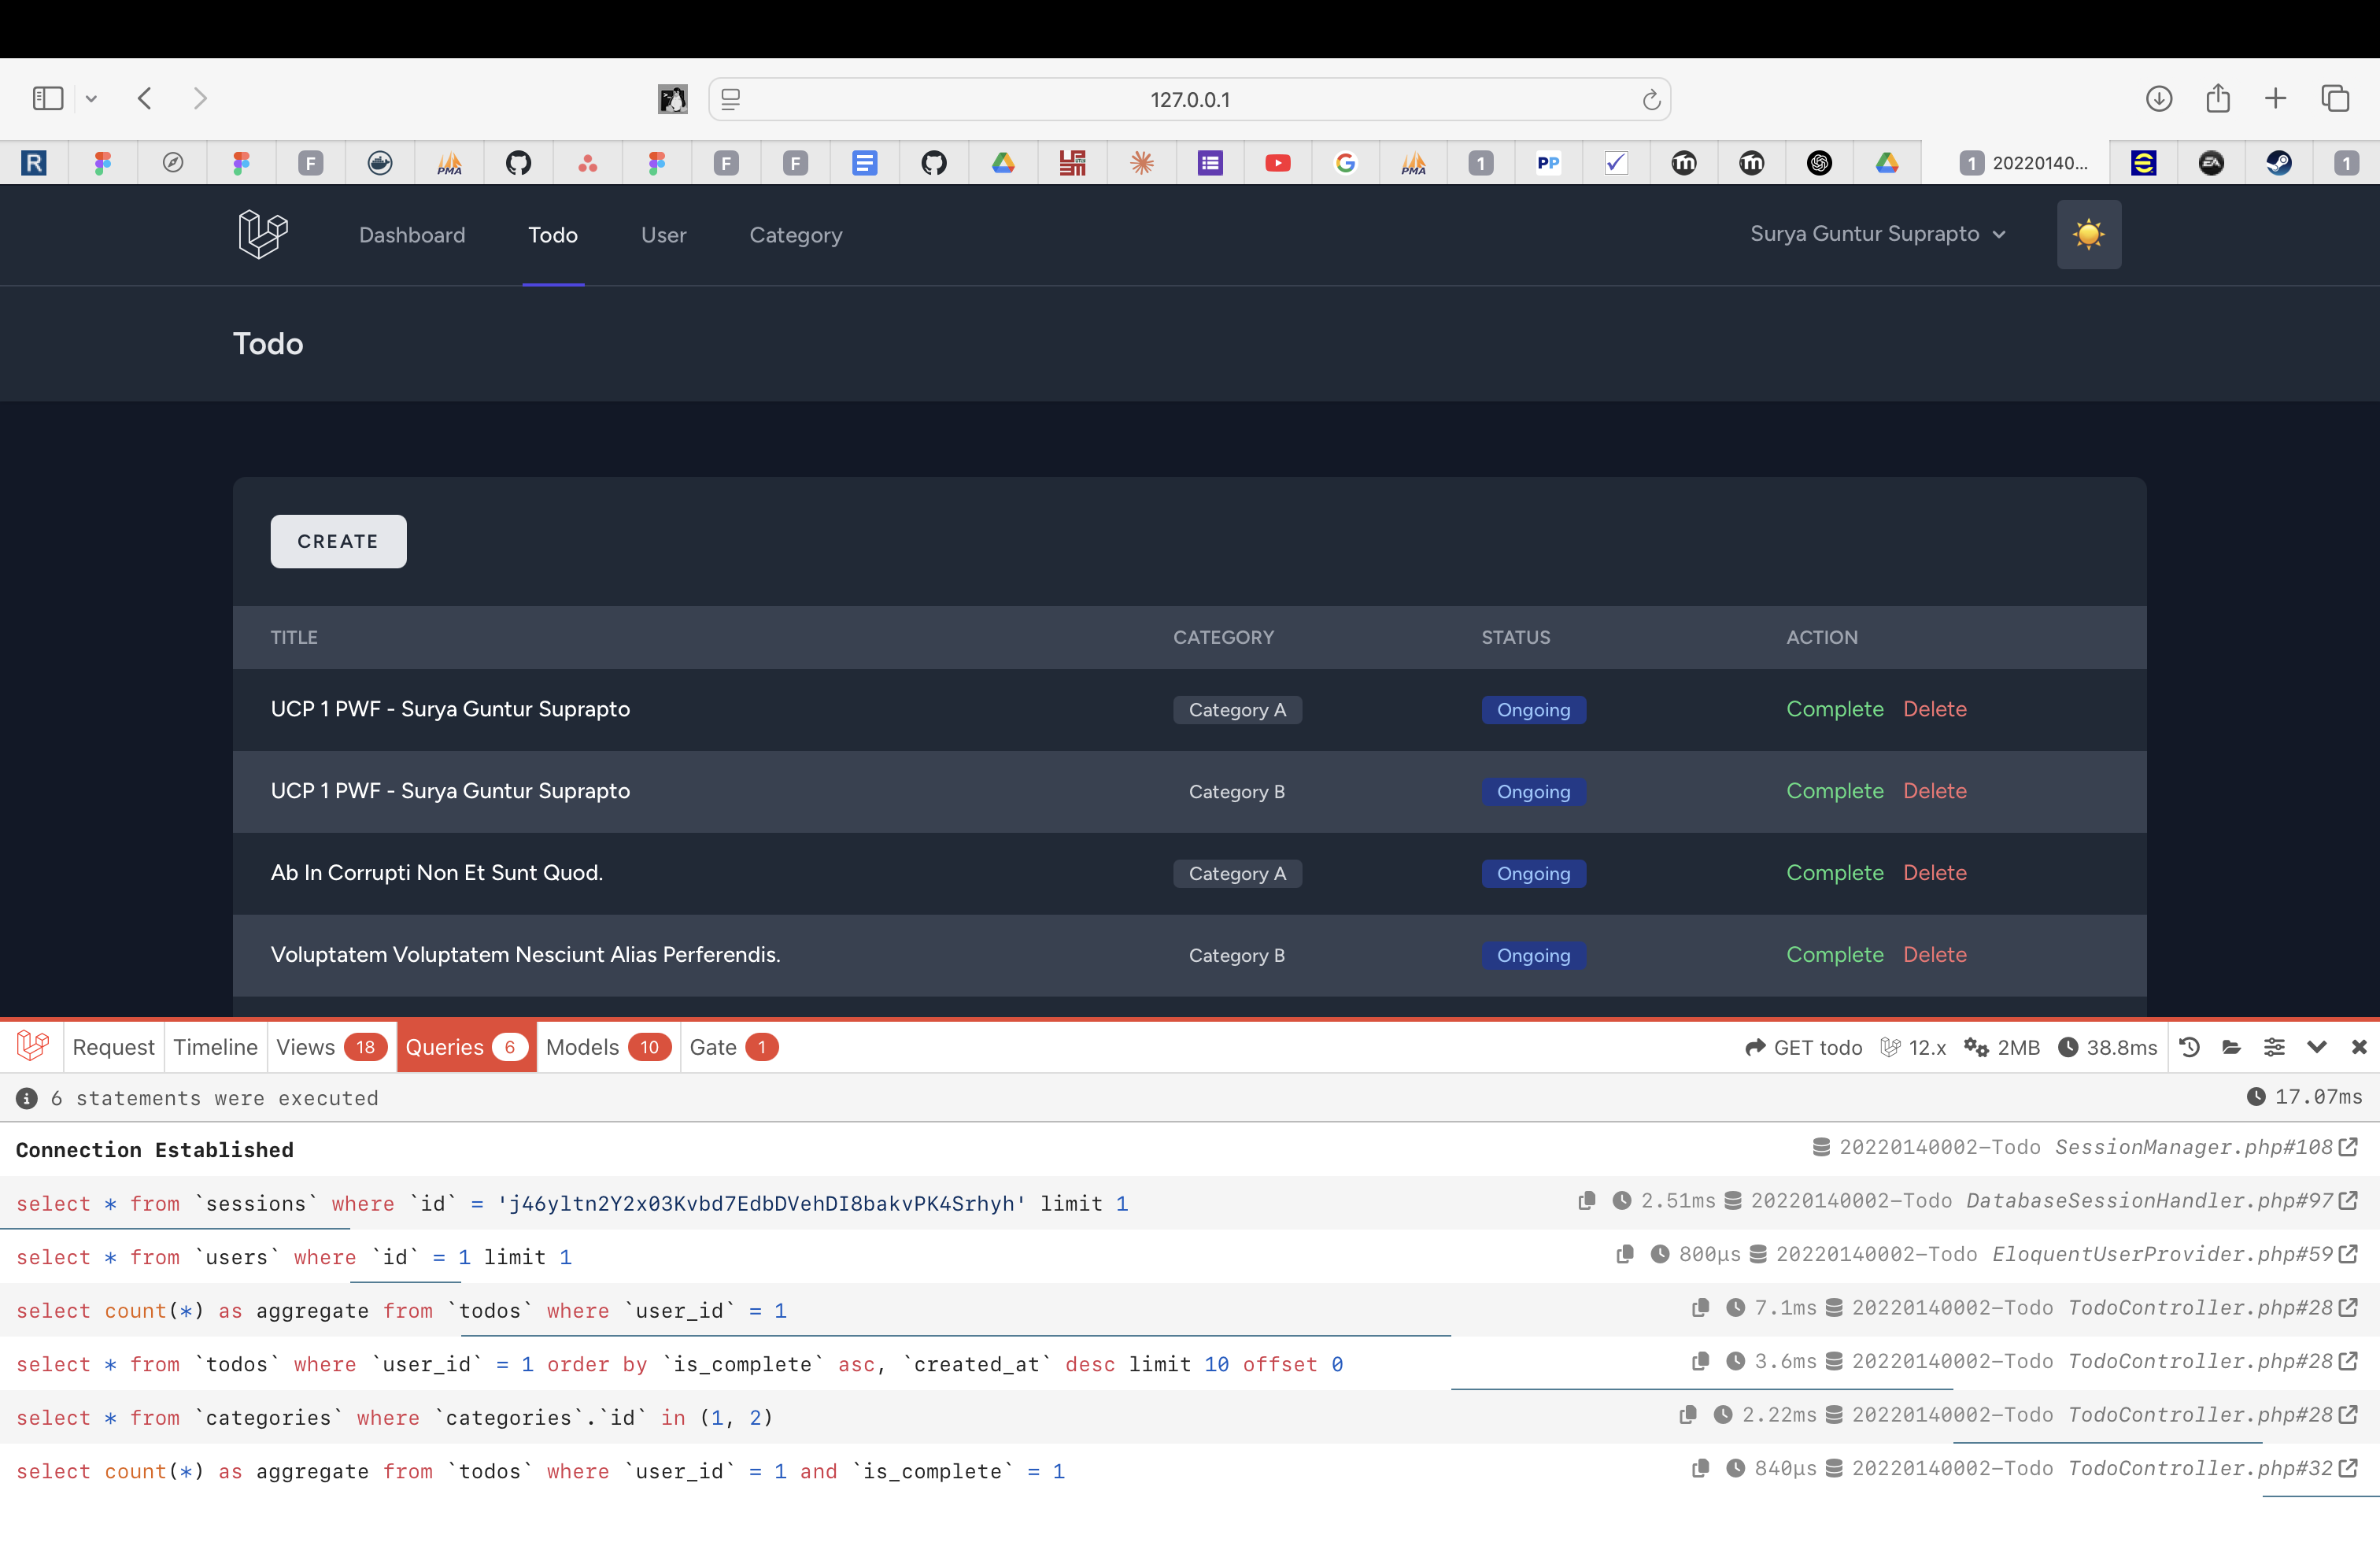 127.0.0.1
R F PMA F F PP PMA 1 1 20220140... EA 1
Dashboard Todo User Category Surya Guntur Suprapto
Todo
CREATE
TITLE CATEGORY STATUS ACTION
UCP 1 PWF - Surya Guntur Suprapto Category A Ongoing Complete Delete
UCP 1 PWF - Surya Guntur Suprapto Category B Ongoing Complete Delete
Ab In Corrupti Non Et Sunt Quod. Category A Ongoing Complete Delete
Voluptatem Voluptatem Nesciunt Alias Perferendis. Category B Ongoing Complete Delete
Request Timeline Views 18 Queries 6 Models 10 Gate 1 GET todo 12.x 2MB 38.8ms
6 statements were executed 17.07ms
Connection Established 20220140002-Todo SessionManager.php#108
select * from `sessions` where `id` = 'j46yltn2Y2x03Kvbd7EdbDVehDI8bakvPK4Srhyh' limit 1 2.51ms 20220140002-Todo DatabaseSessionHandler.php#97
select * from `users` where `id` = 1 limit 1 800μs 20220140002-Todo EloquentUserProvider.php#59
select count(*) as aggregate from `todos` where `user_id` = 1 7.1ms 20220140002-Todo TodoController.php#28
select * from `todos` where `user_id` = 1 order by `is_complete` asc, `created_at` desc limit 10 offset 0 3.6ms 20220140002-Todo TodoController.php#28
select * from `categories` where `categories`.`id` in (1, 2) 2.22ms 20220140002-Todo TodoController.php#28
select count(*) as aggregate from `todos` where `user_id` = 1 and `is_complete` = 1 840μs 20220140002-Todo TodoController.php#32